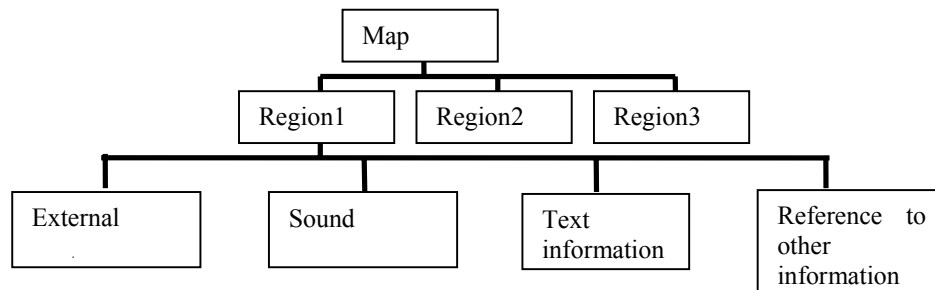 Map
Region1
Region2
Region3
External
Sound
Text
information
Reference to
other
information